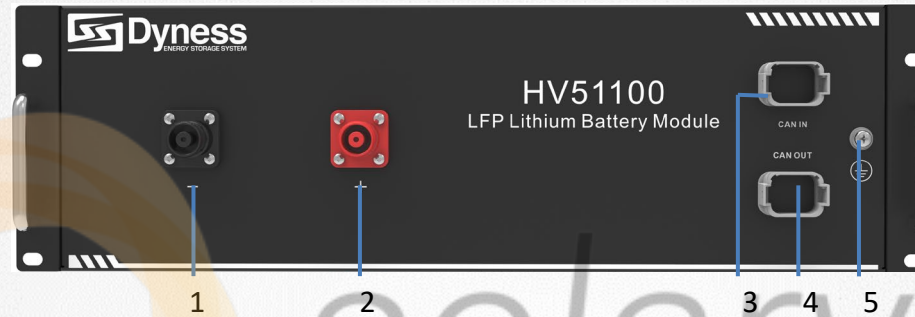 Dyness
ENERGY STORAGE SYSTEM
HV51100
LFP Lithium Battery Module
CAN IN
CAN OUT
- +
1 2 3 4 5